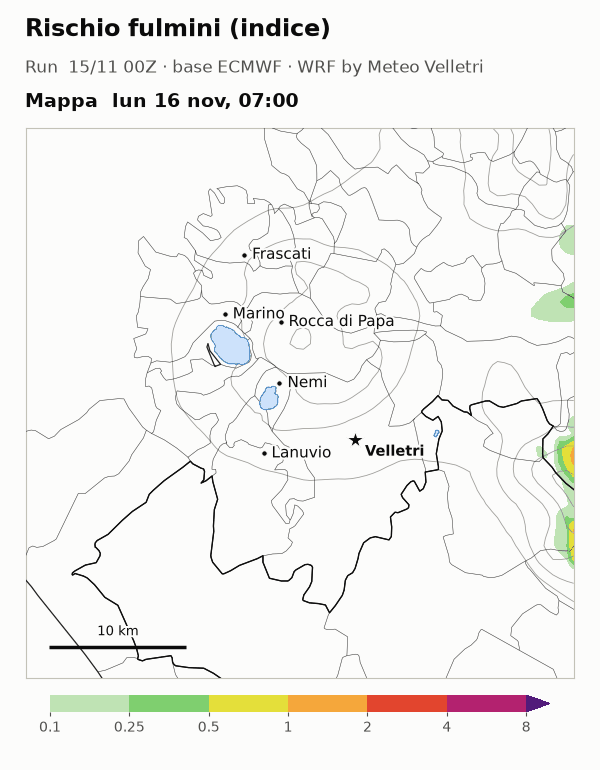 Rischio fulmini (indice)
Run  15/11 00Z · base ECMWF · WRF by Meteo Velletri
Mappa  lun 16 nov, 07:00
Frascati
Marino
Rocca di Papa
Nemi
Velletri
Lanuvio
10 km
0.1 0.25 0.5 1 2 4 8